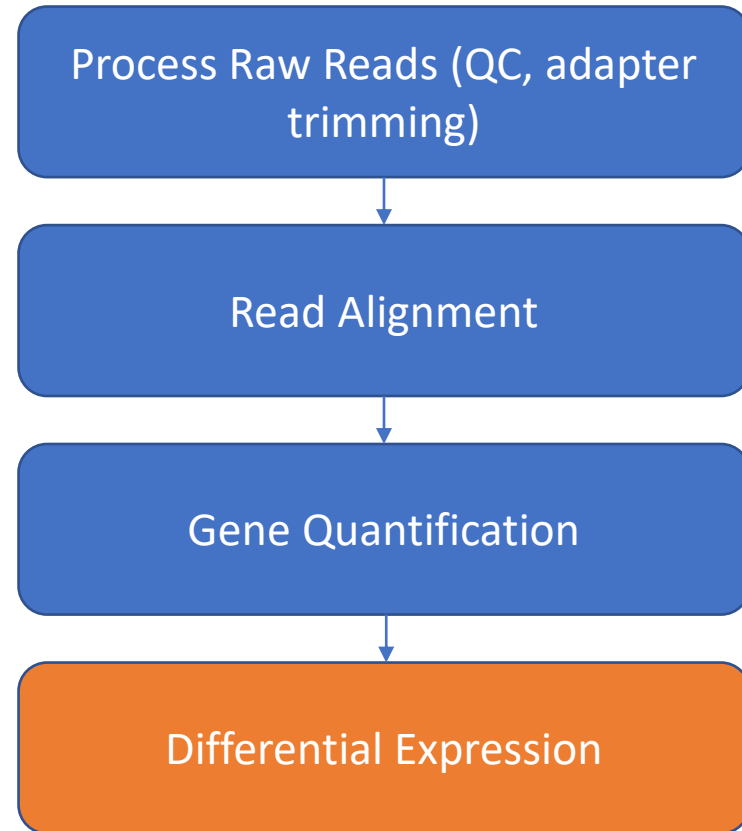 Process Raw Reads (QC, adapter
trimming)
Read Alignment
Gene Quantification
Differential Expression